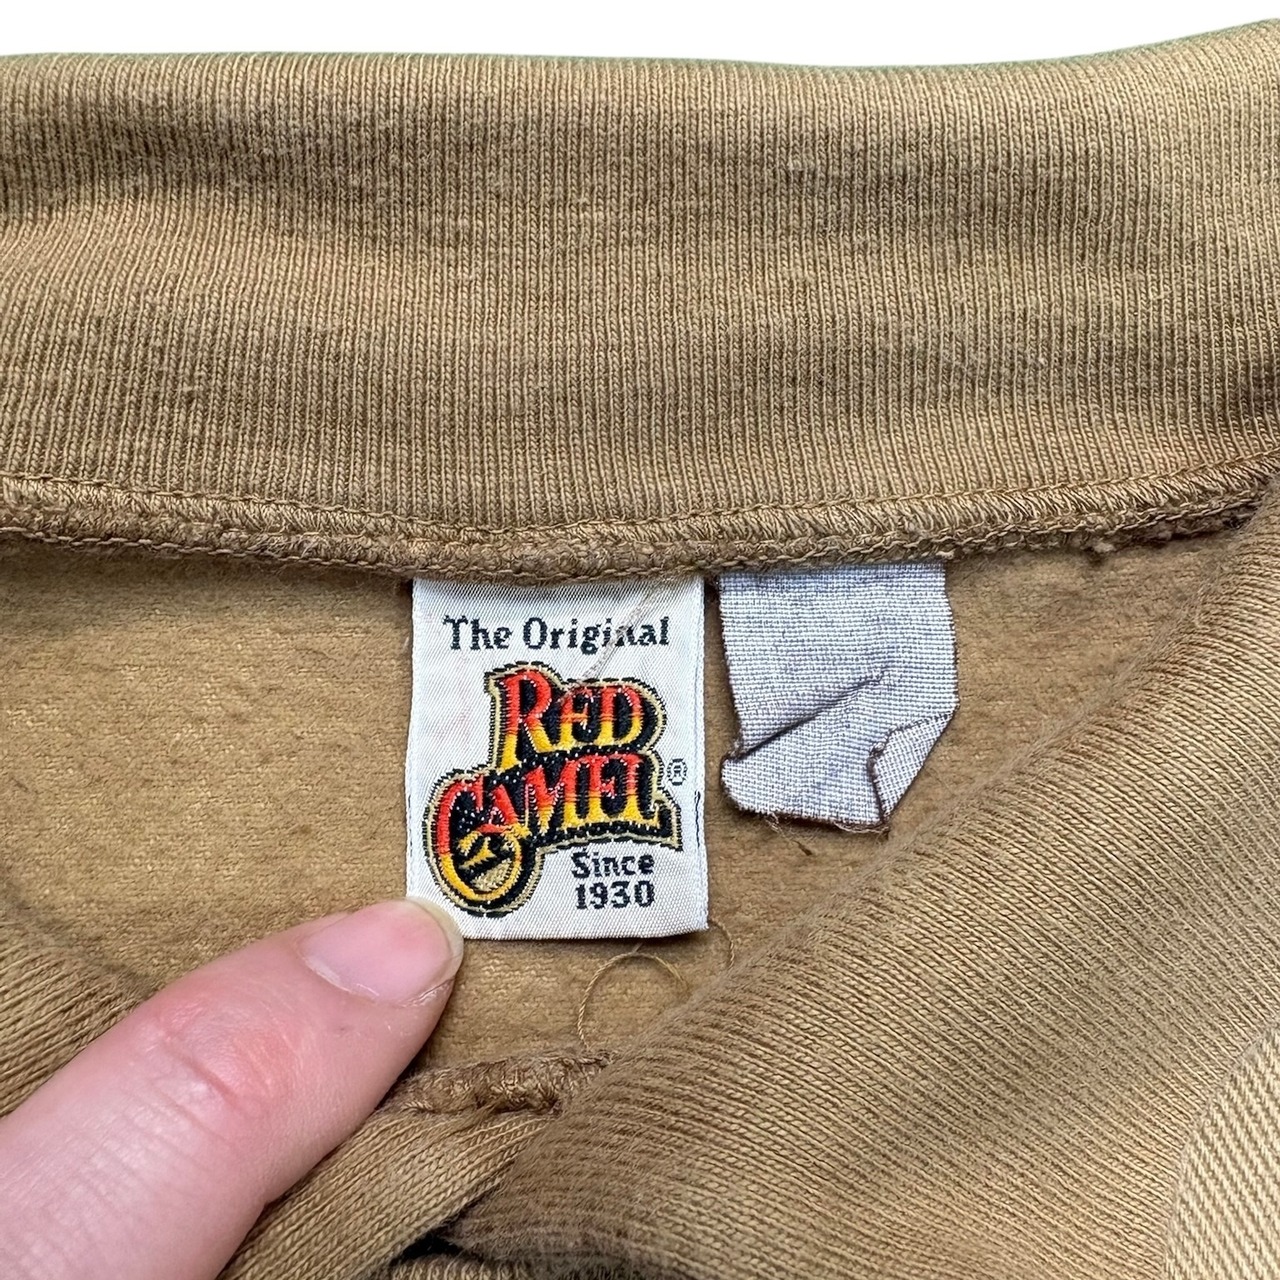 The Original
RED
CAMEL ®
Since
1930